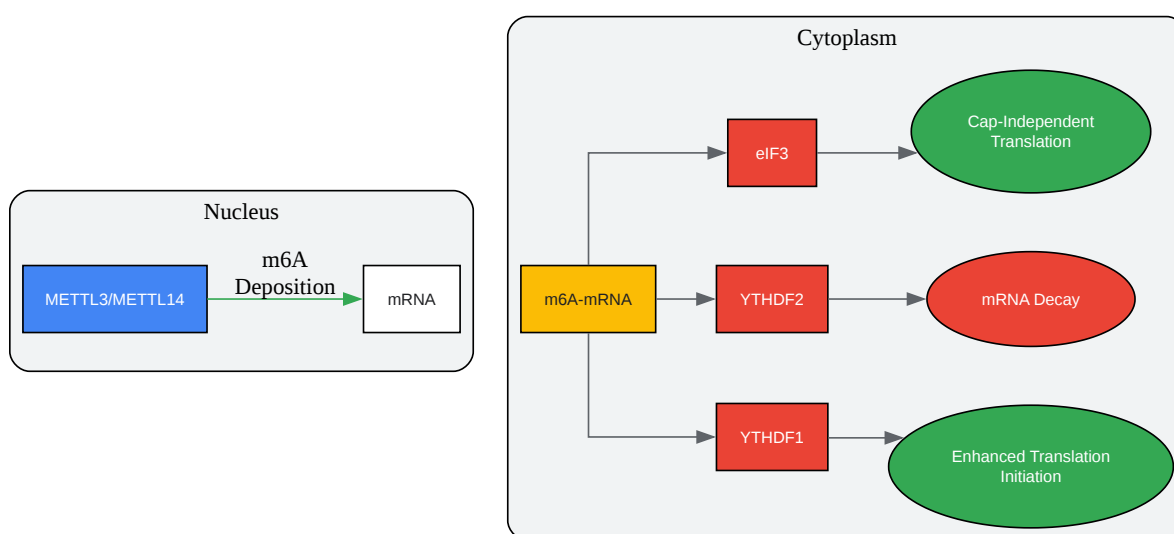 Nucleus
METTL3/METTL14
m6A
Deposition
mRNA
Cytoplasm
m6A-mRNA
eIF3
Cap-Independent
Translation
YTHDF2
mRNA Decay
YTHDF1
Enhanced Translation
Initiation